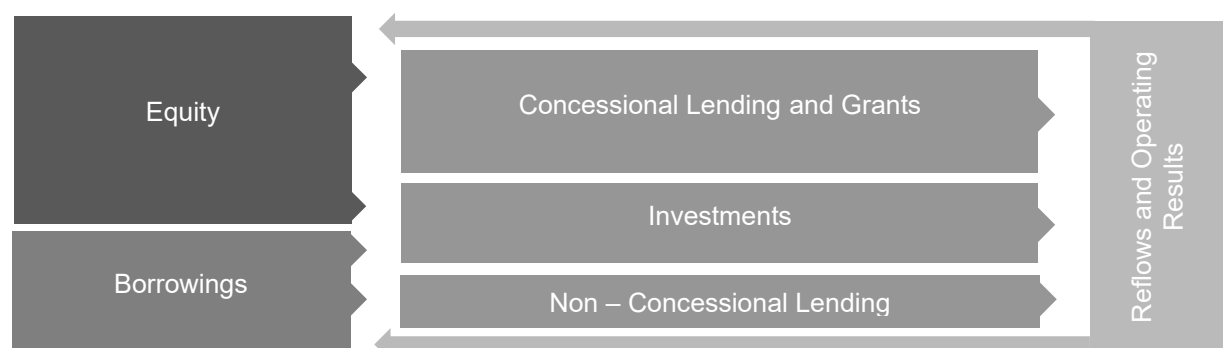 Equity
Concessional Lending and Grants
Investments
Borrowings
Non – Concessional Lending
Reflows and Operating
Results